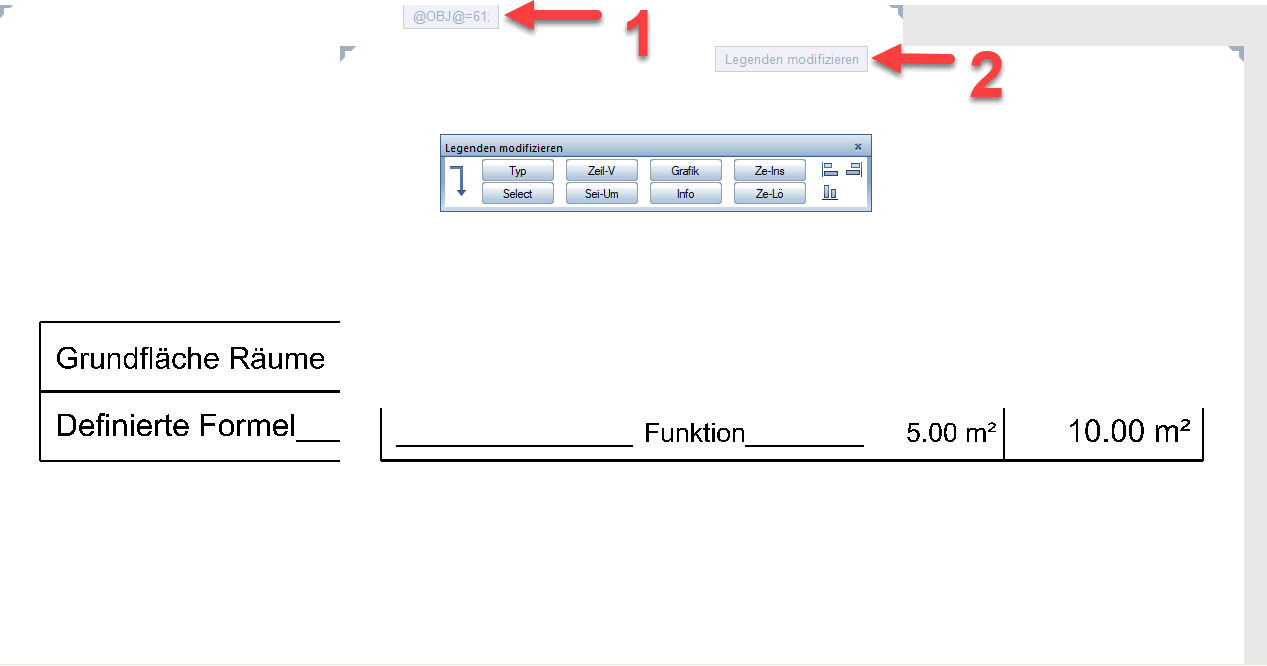 @OBJ@=61;
1
Legenden modifizieren
2
Legenden modifizieren
Typ Zeil-V Grafik Ze-Ins
Select Sei-Um Info Ze-Lö
Grundfläche Räume
Definierte Formel___ ________________ Funktion________ 5.00 m² 10.00 m²